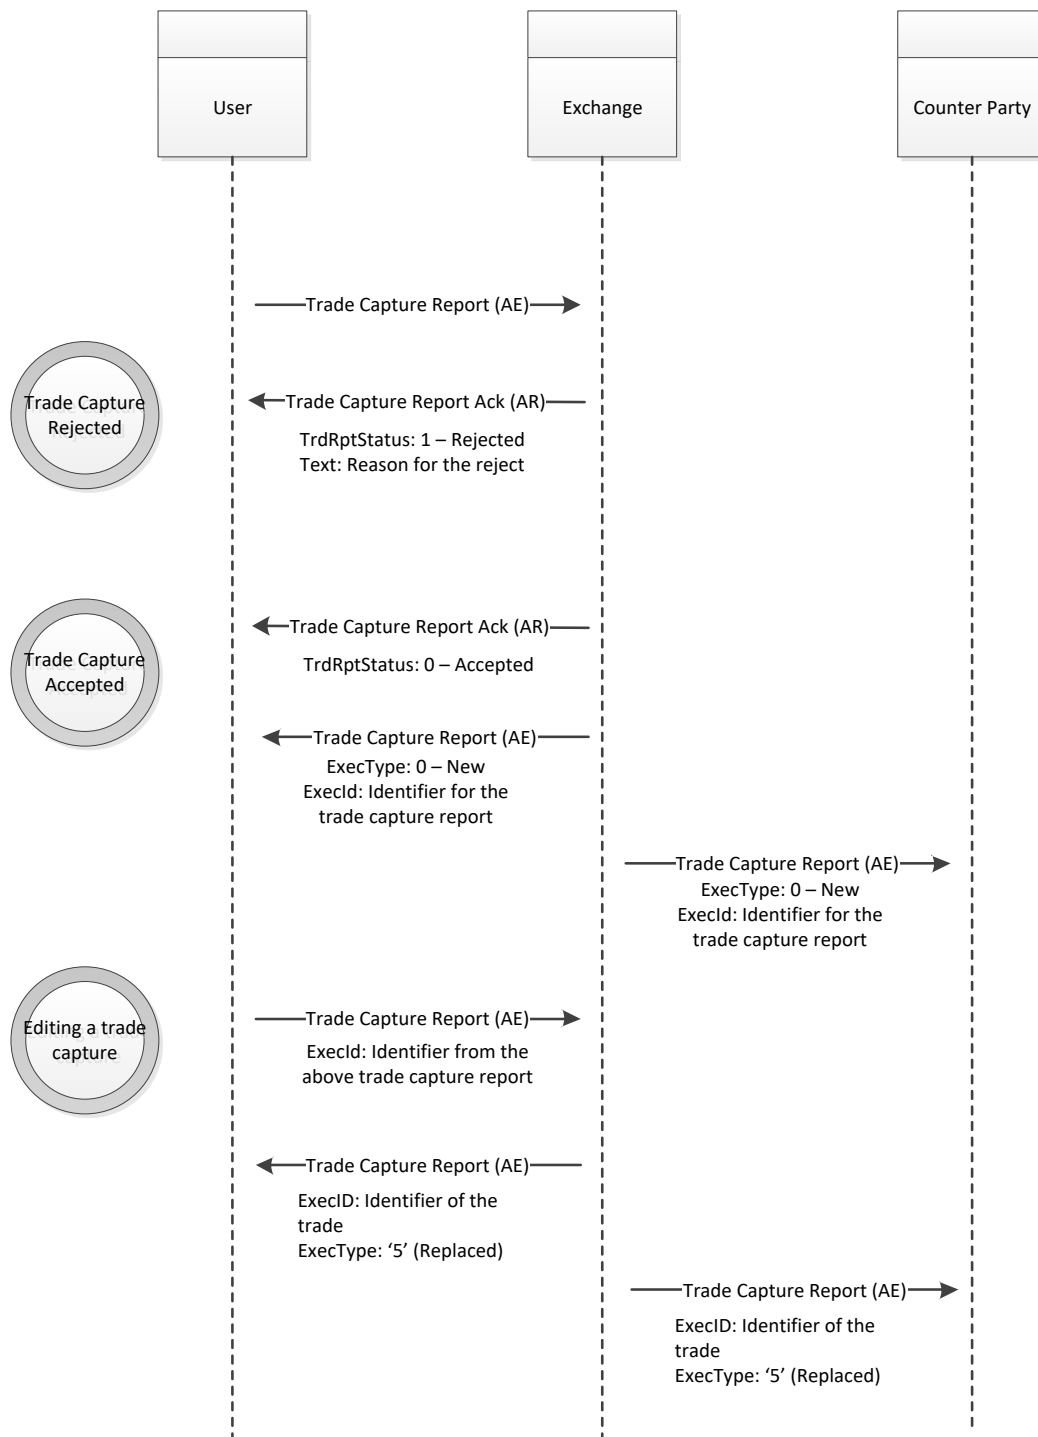 User
Exchange
Counter Party
Trade Capture Report (AE)
Trade Capture
Rejected
Trade Capture Report Ack (AR)
TrdRptStatus: 1 – Rejected
Text: Reason for the reject
Trade Capture
Accepted
Trade Capture Report Ack (AR)
TrdRptStatus: 0 – Accepted
Trade Capture Report (AE)
ExecType: 0 – New
ExecId: Identifier for the
trade capture report
Trade Capture Report (AE)
ExecType: 0 – New
ExecId: Identifier for the
trade capture report
Editing a trade
capture
Trade Capture Report (AE)
ExecId: Identifier from the
above trade capture report
Trade Capture Report (AE)
ExecID: Identifier of the
trade
ExecType: ‘5’ (Replaced)
Trade Capture Report (AE)
ExecID: Identifier of the
trade
ExecType: ‘5’ (Replaced)